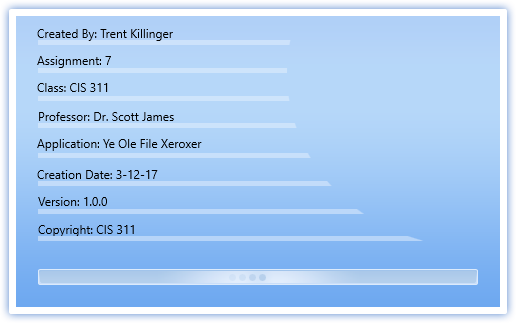 Created By: Trent Killinger
Assignment: 7
Class: CIS 311
Professor: Dr. Scott James
Application: Ye Ole File Xeroxer
Creation Date: 3-12-17
Version: 1.0.0
Copyright: CIS 311